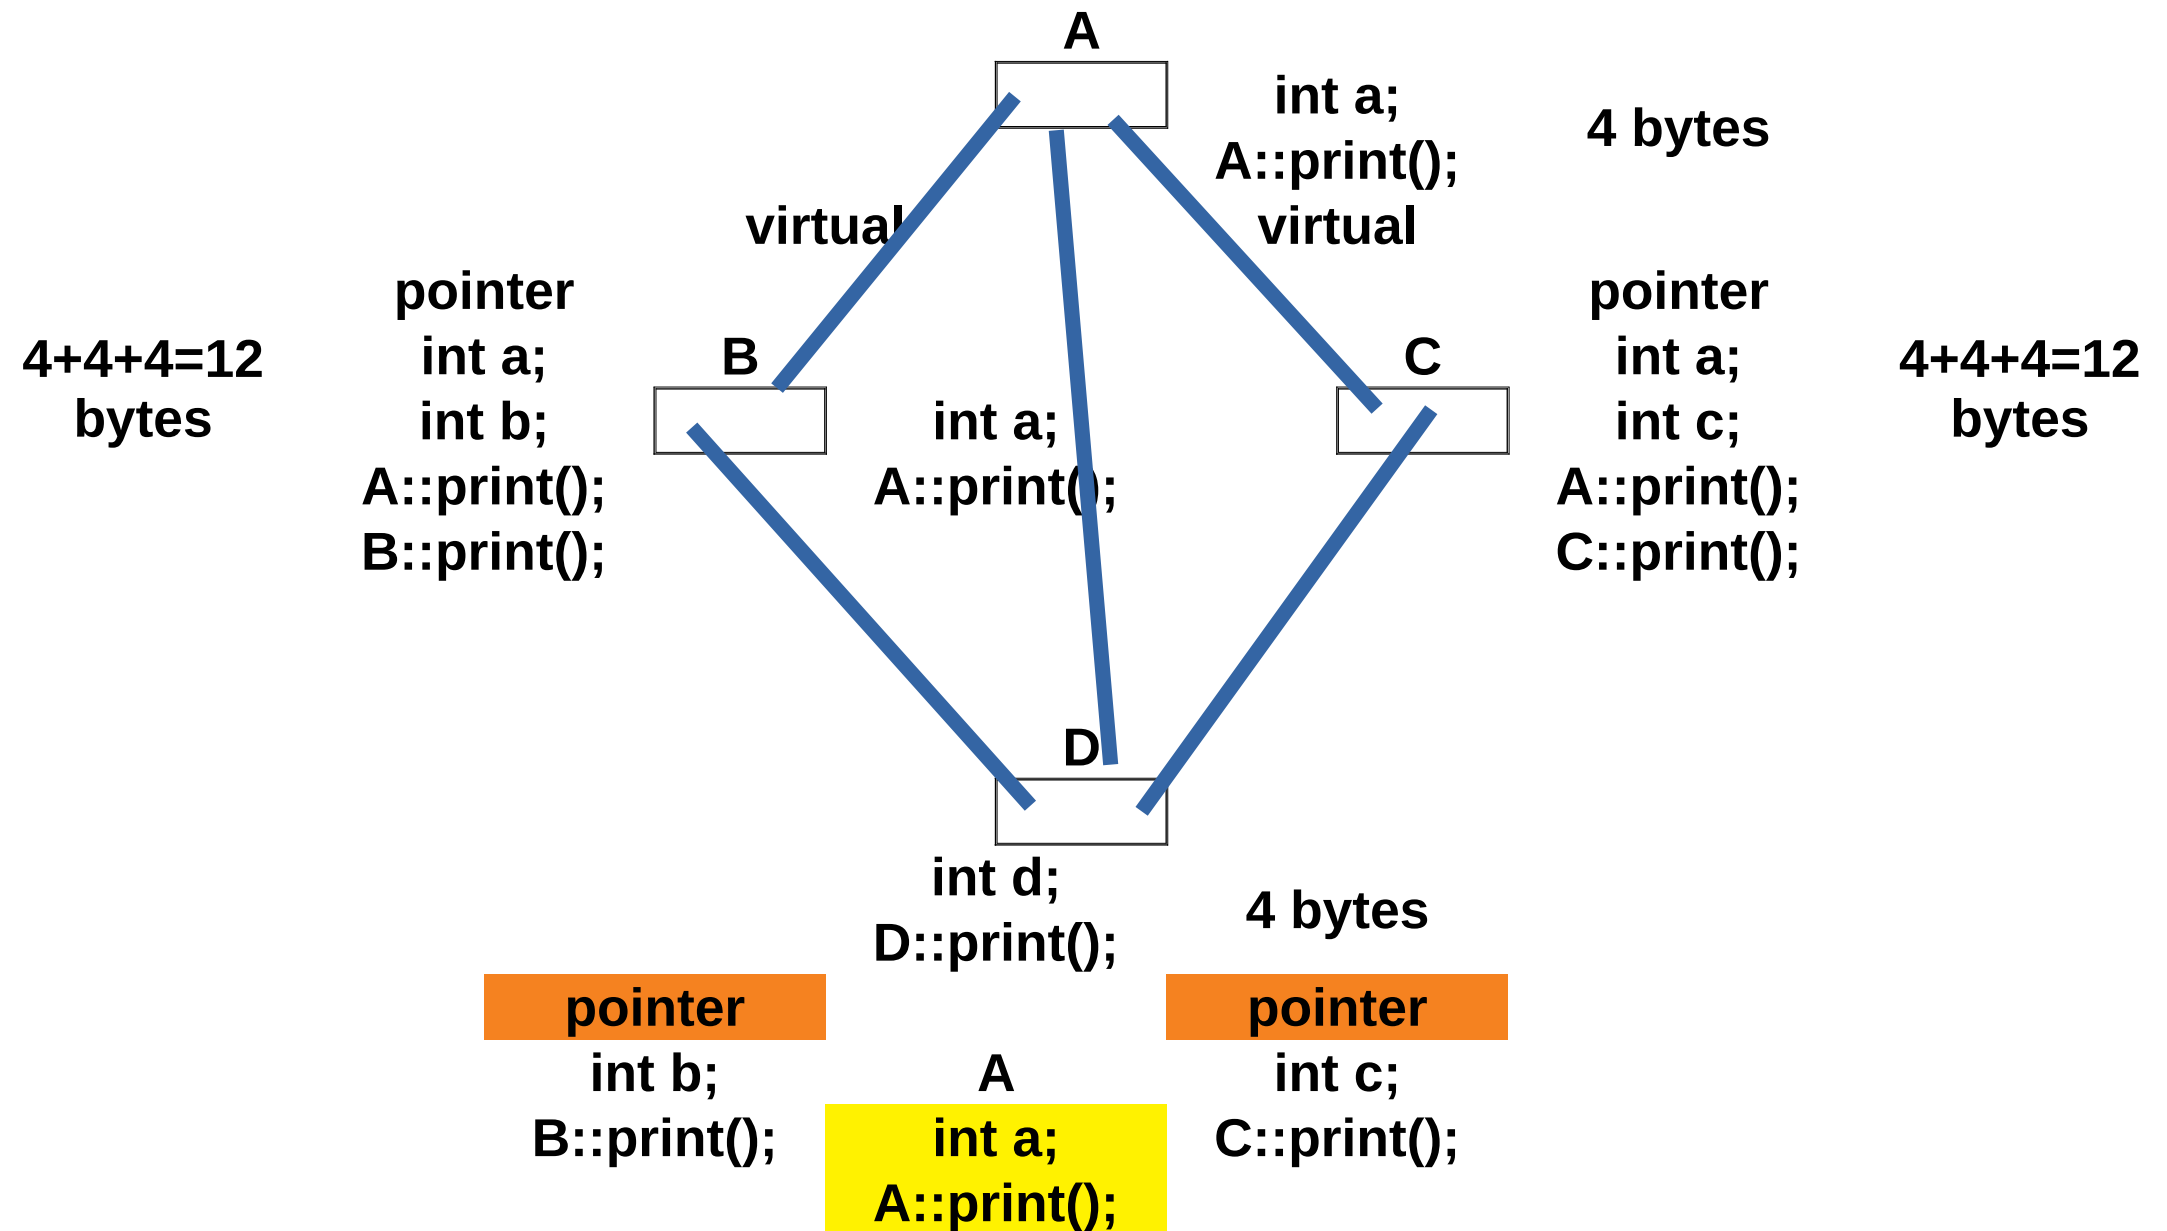 A
int a;
4 bytes
A::print();
virtual
virtual
pointer
pointer
4+4+4=12
bytes
int a;
B
C
int a;
4+4+4=12
bytes
int b;
int a;
int c;
A::print();
A::print();
A::print();
B::print();
C::print();
D
int d;
4 bytes
D::print();
pointer
pointer
int b;
A
int c;
B::print();
int a;
C::print();
A::print();